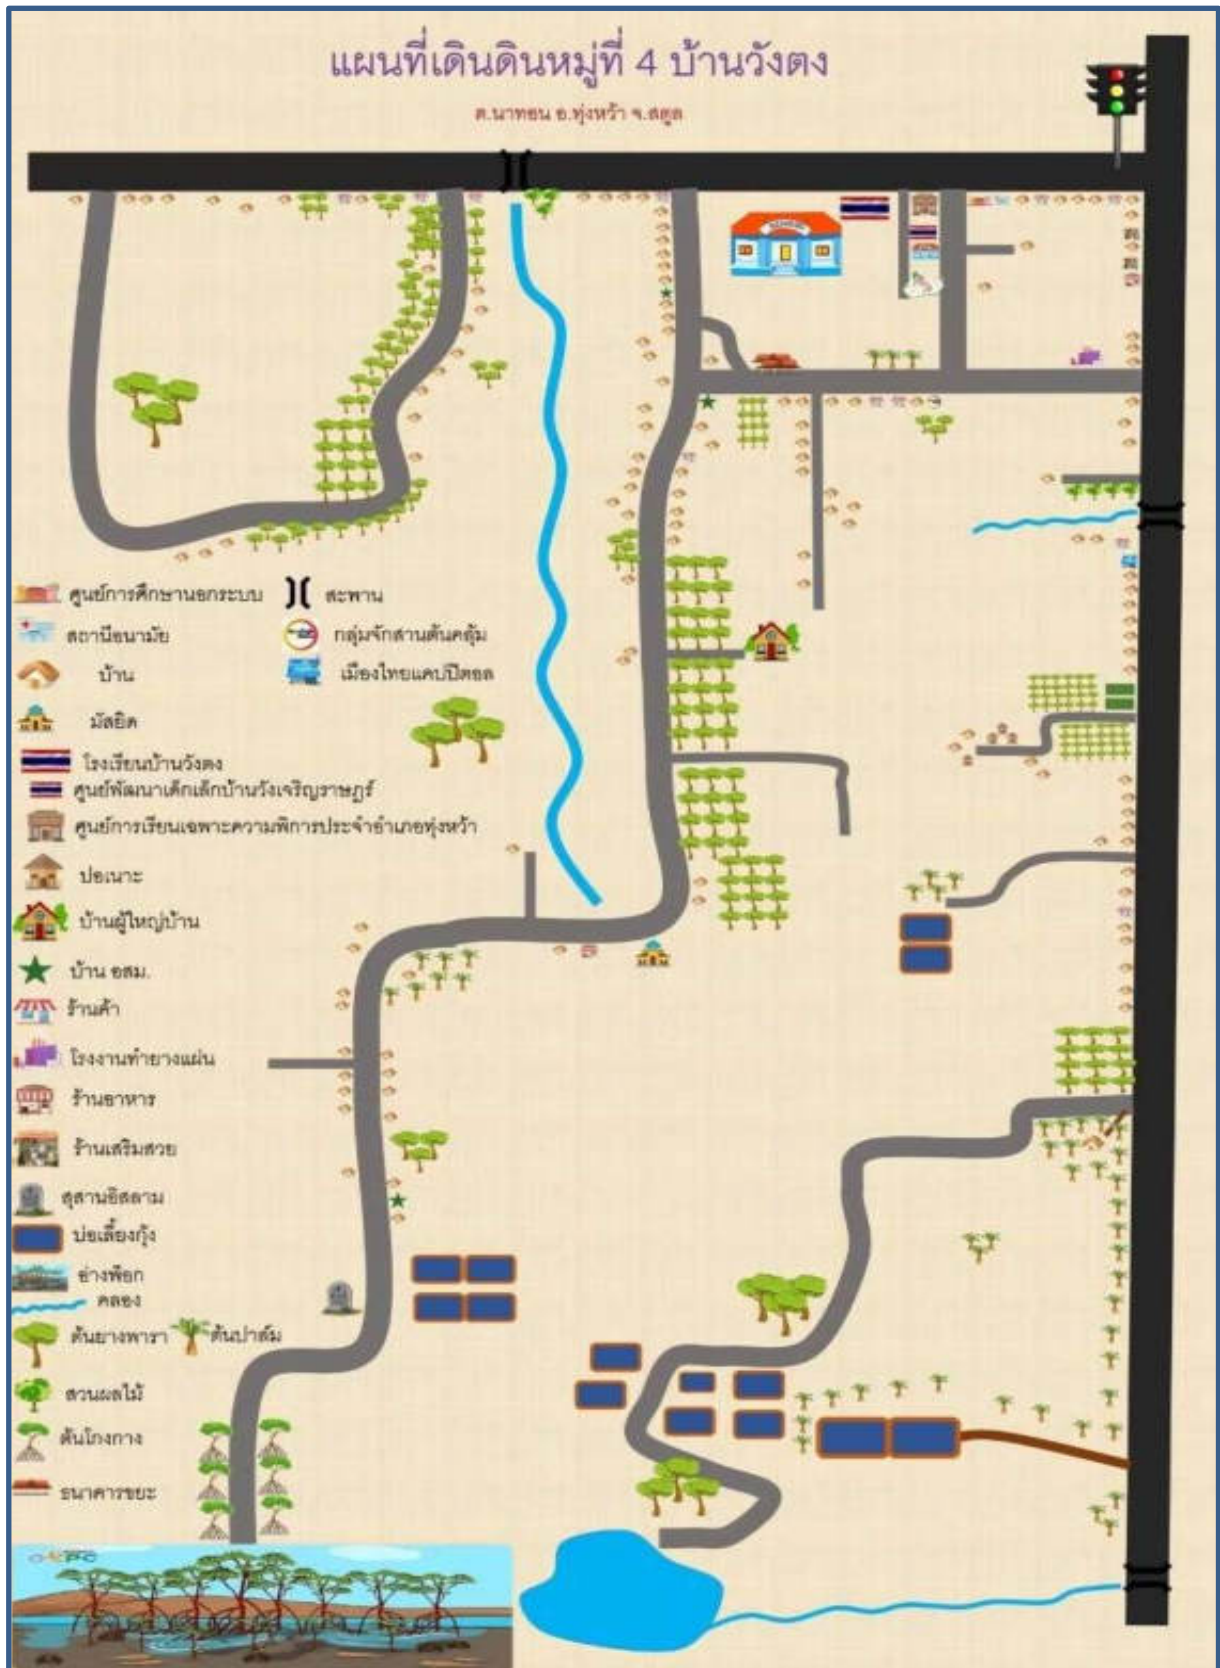 แผนที่เดินดินหมู่ที่ 4 บ้านวังตง
ต.นาทอน อ.ทุ่งหว้า จ.สตูล
ศูนย์การศึกษานอกระบบ
สะพาน
สถานีอนามัย
กลุ่มจักสานต้นคลุ้ม
บ้าน
เมืองไทยแคปปิตอล
มัสยิด
โรงเรียนบ้านวังตง
ศูนย์พัฒนาเด็กเล็กบ้านวังเจริญราษฎร์
ศูนย์การเรียนเฉพาะความพิการประจำอำเภอทุ่งหว้า
ปอเนาะ
บ้านผู้ใหญ่บ้าน
บ้าน อสม.
ร้านค้า
โรงงานทำยางแผ่น
ร้านอาหาร
ร้านเสริมสวย
สุสานอิสลาม
บ่อเลี้ยงกุ้ง
อ่างพ็อก
คลอง
ต้นยางพารา
ต้นปาล์ม
สวนผลไม้
ต้นโกงกาง
ธนาคารขยะ